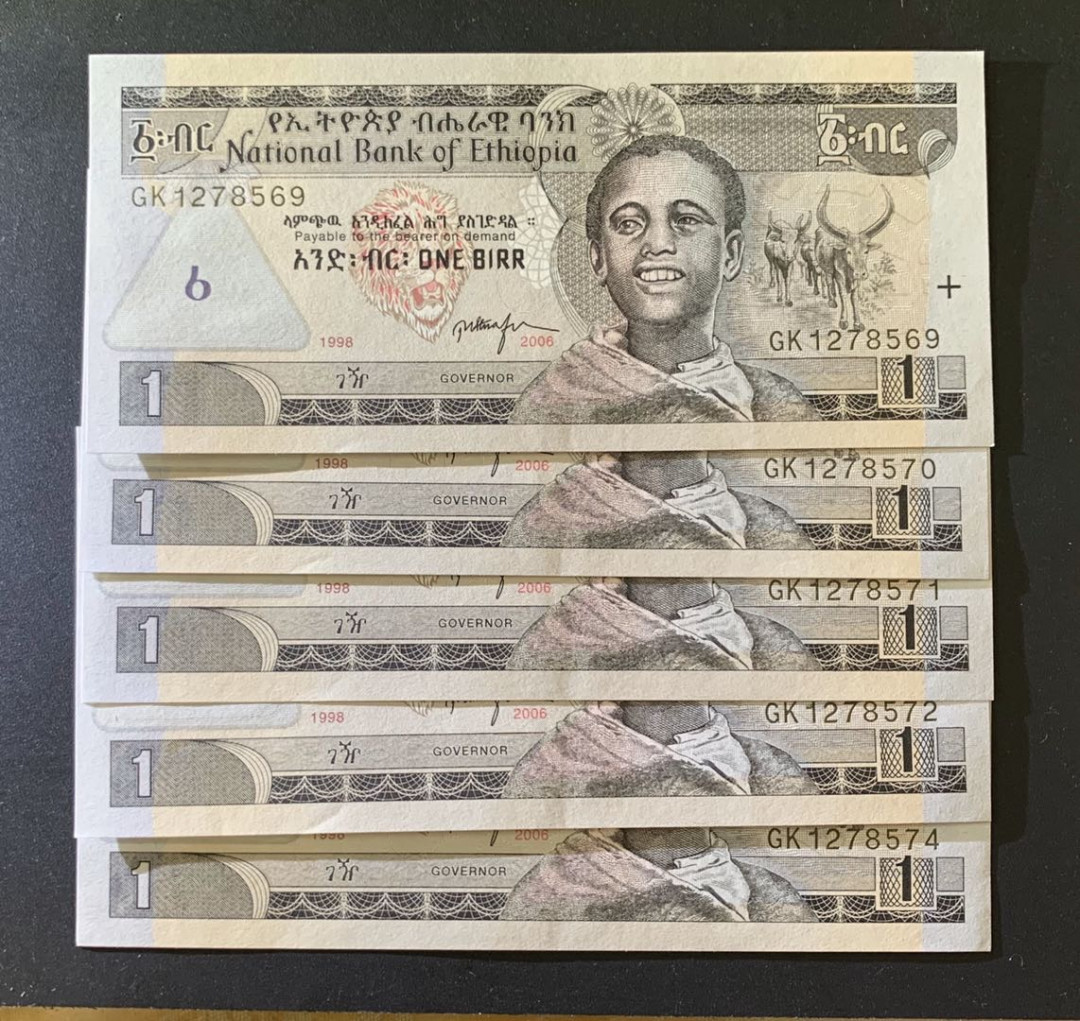 ፩፡ብር የኢትዮጵያ ብሔራዊ ባንክ ፩፡ብር
National Bank of Ethiopia
GK1278569
ላምጭዉ እንዲከፈል ሕግ ያስገድዳል ።
Payable to the bearer on demand
አንድ፡ ብር፡ ONE BIRR
+
1998 2006 GK1278569
1 ገዥ GOVERNOR 1
1998 2006 GK1278570
1 ገዥ GOVERNOR 1
1998 2006 GK1278571
1 ገዥ GOVERNOR 1
1998 2006 GK1278572
1 ገዥ GOVERNOR 1
1998 2006 GK1278574
1 ገዥ GOVERNOR 1